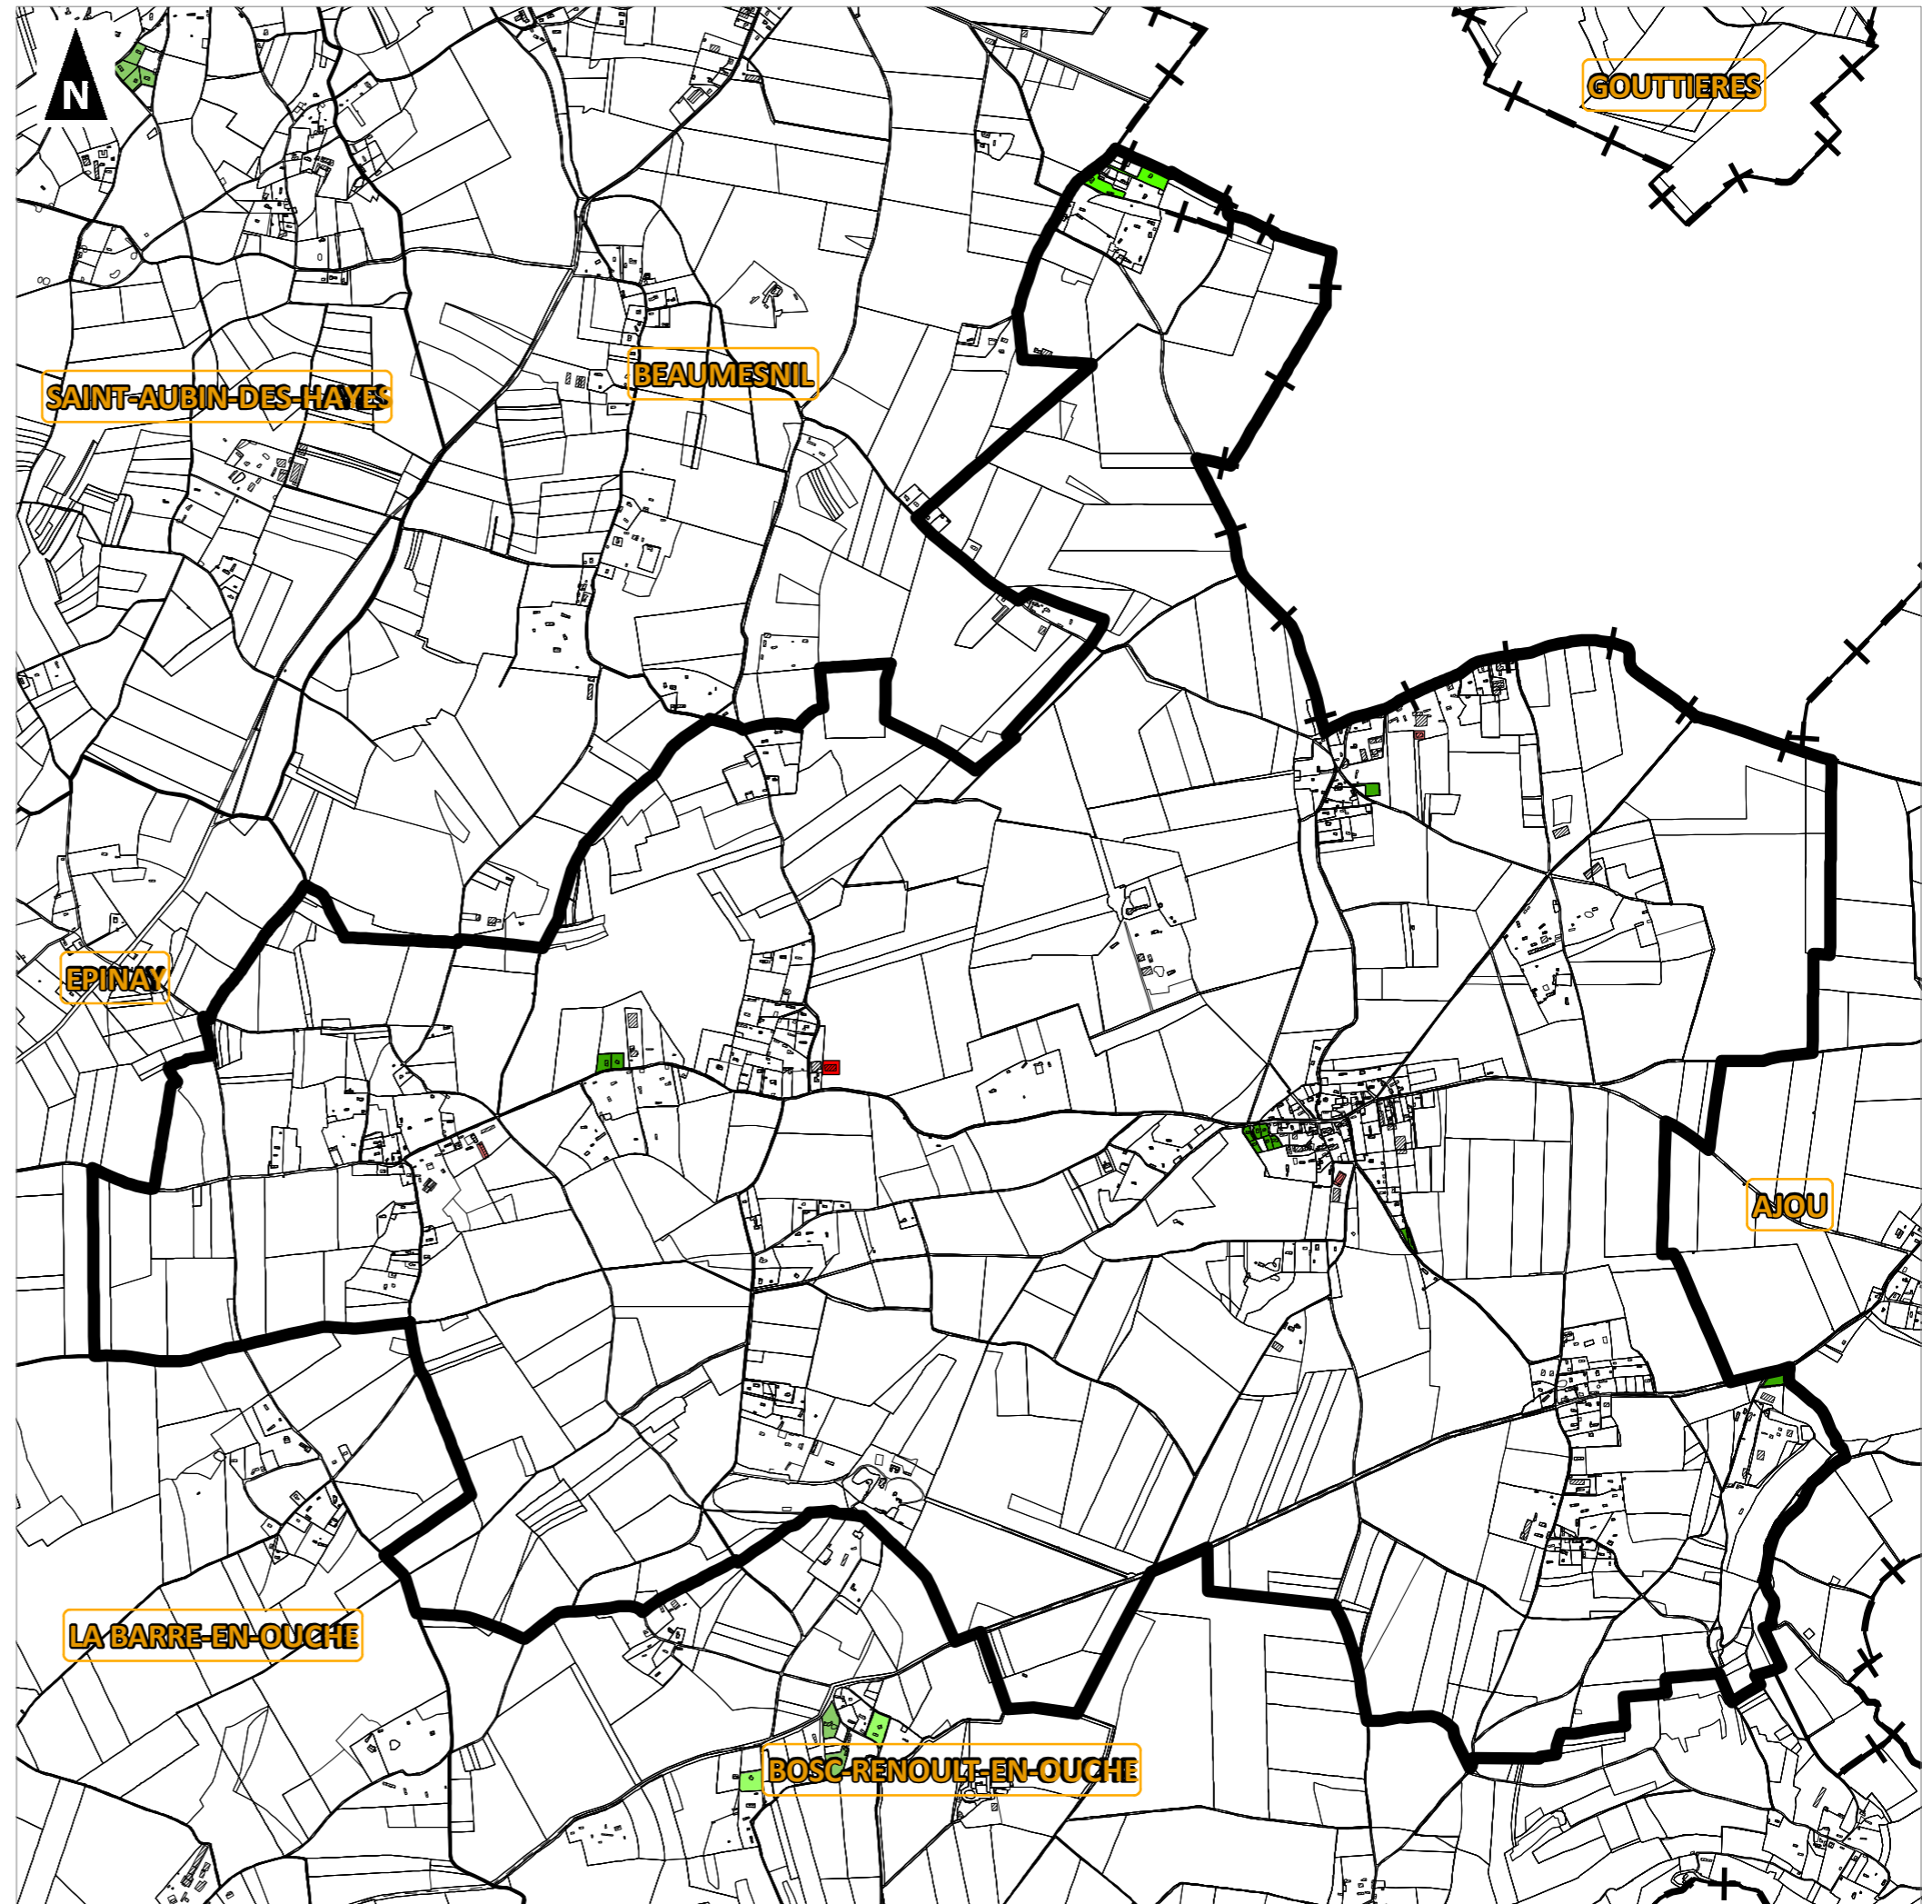 N
GOUTTIERES
BEAUMESNIL
SAINT-AUBIN-DES-HAYES
EPINAY
AJOU
LA BARRE-EN-OUCHE
BOSC-RENOULT-EN-OUCHE